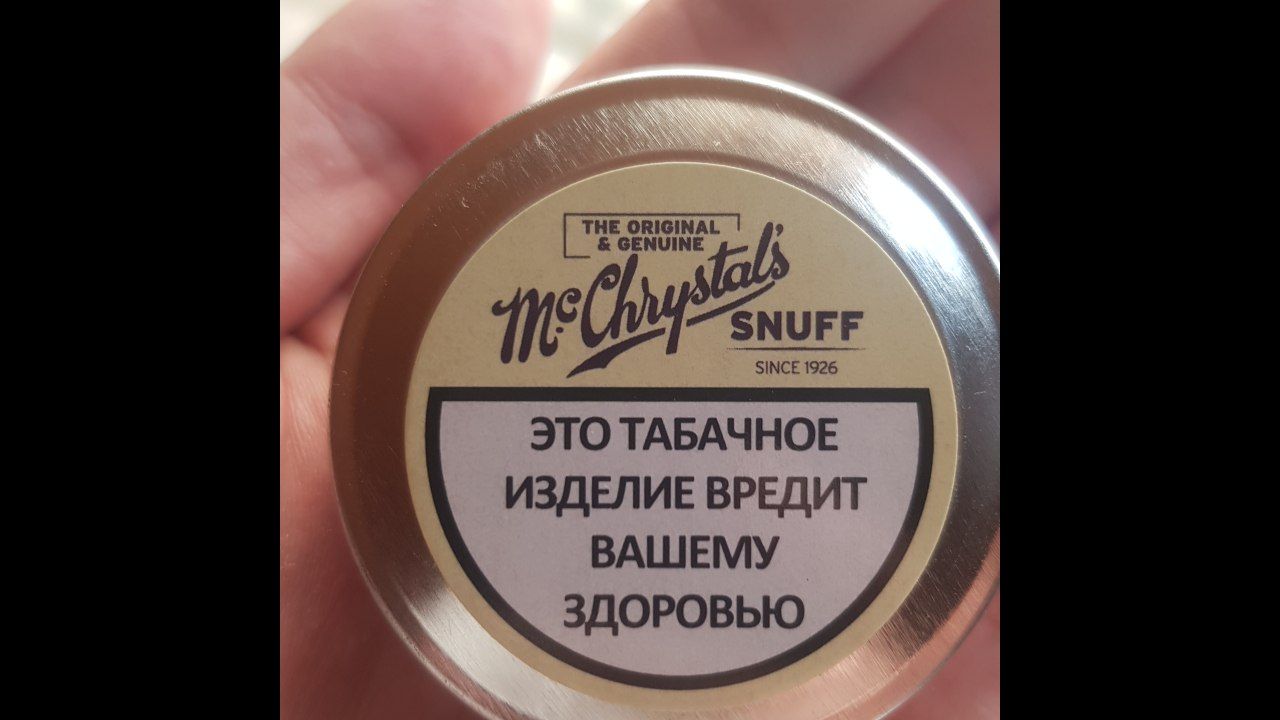 THE ORIGINAL
& GENUINE
McChrystal's
SNUFF
SINCE 1926
ЭТО ТАБАЧНОЕ
ИЗДЕЛИЕ ВРЕДИТ
ВАШЕМУ
ЗДОРОВЬЮ